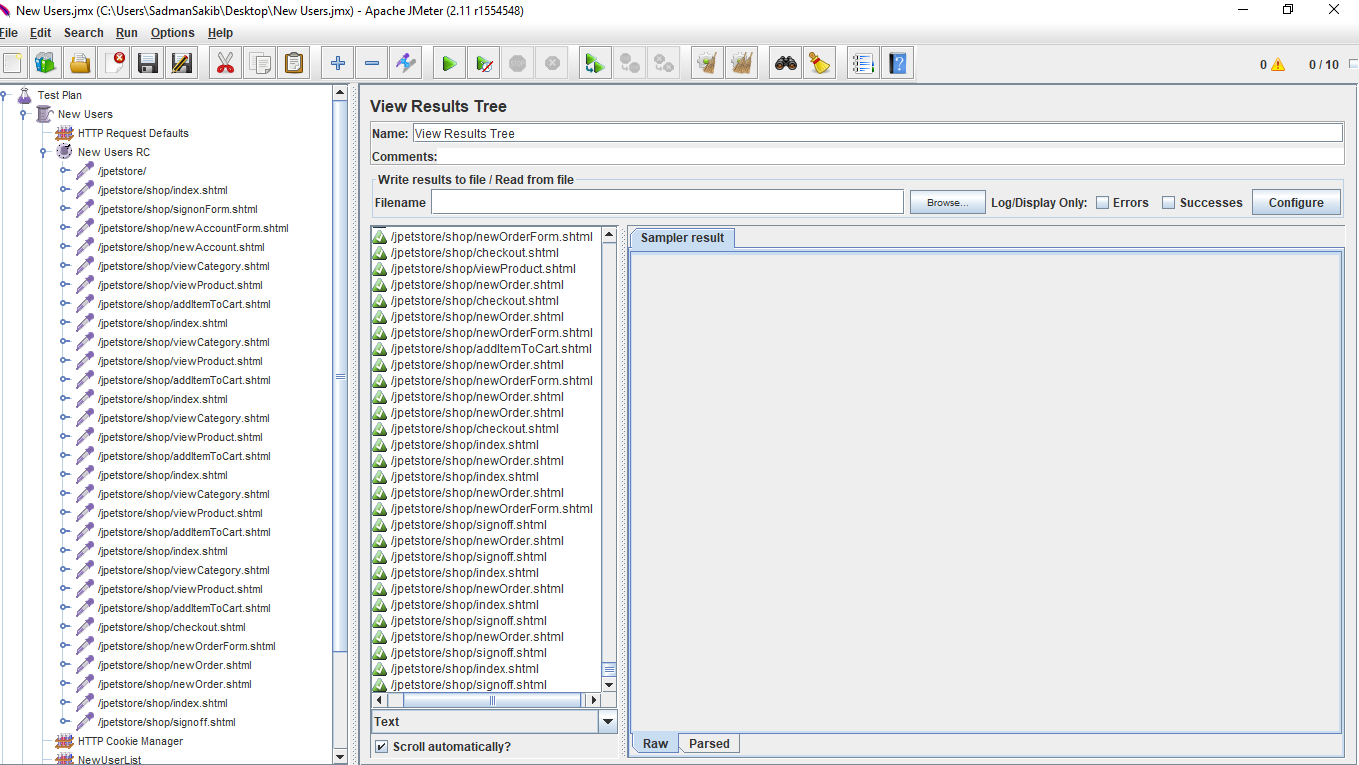 New Users.jmx (C:\Users\SadmanSakib\Desktop\New Users.jmx) - Apache JMeter (2.11 r1554548)
File Edit Search Run Options Help
0 0 / 10
Test Plan
New Users
HTTP Request Defaults
New Users RC
/jpetstore/
/jpetstore/shop/index.shtml
/jpetstore/shop/signonForm.shtml
/jpetstore/shop/newAccountForm.shtml
/jpetstore/shop/newAccount.shtml
/jpetstore/shop/viewCategory.shtml
/jpetstore/shop/viewProduct.shtml
/jpetstore/shop/addItemToCart.shtml
/jpetstore/shop/index.shtml
/jpetstore/shop/viewCategory.shtml
/jpetstore/shop/viewProduct.shtml
/jpetstore/shop/addItemToCart.shtml
/jpetstore/shop/index.shtml
/jpetstore/shop/viewCategory.shtml
/jpetstore/shop/viewProduct.shtml
/jpetstore/shop/addItemToCart.shtml
/jpetstore/shop/index.shtml
/jpetstore/shop/viewCategory.shtml
/jpetstore/shop/viewProduct.shtml
/jpetstore/shop/addItemToCart.shtml
/jpetstore/shop/index.shtml
/jpetstore/shop/viewCategory.shtml
/jpetstore/shop/viewProduct.shtml
/jpetstore/shop/addItemToCart.shtml
/jpetstore/shop/checkout.shtml
/jpetstore/shop/newOrderForm.shtml
/jpetstore/shop/newOrder.shtml
/jpetstore/shop/newOrder.shtml
/jpetstore/shop/index.shtml
/jpetstore/shop/signoff.shtml
HTTP Cookie Manager
NewUserList
View Results Tree
Name: View Results Tree
Comments:
Write results to file / Read from file
Filename Browse... Log/Display Only: Errors Successes Configure
/jpetstore/shop/newOrderForm.shtml
/jpetstore/shop/checkout.shtml
/jpetstore/shop/viewProduct.shtml
/jpetstore/shop/newOrder.shtml
/jpetstore/shop/checkout.shtml
/jpetstore/shop/newOrder.shtml
/jpetstore/shop/newOrderForm.shtml
/jpetstore/shop/addItemToCart.shtml
/jpetstore/shop/newOrder.shtml
/jpetstore/shop/newOrderForm.shtml
/jpetstore/shop/newOrder.shtml
/jpetstore/shop/newOrder.shtml
/jpetstore/shop/checkout.shtml
/jpetstore/shop/index.shtml
/jpetstore/shop/newOrder.shtml
/jpetstore/shop/index.shtml
/jpetstore/shop/newOrder.shtml
/jpetstore/shop/newOrderForm.shtml
/jpetstore/shop/signoff.shtml
/jpetstore/shop/newOrder.shtml
/jpetstore/shop/signoff.shtml
/jpetstore/shop/index.shtml
/jpetstore/shop/newOrder.shtml
/jpetstore/shop/index.shtml
/jpetstore/shop/signoff.shtml
/jpetstore/shop/newOrder.shtml
/jpetstore/shop/signoff.shtml
/jpetstore/shop/index.shtml
/jpetstore/shop/signoff.shtml
Text
Scroll automatically?
Sampler result
Raw Parsed